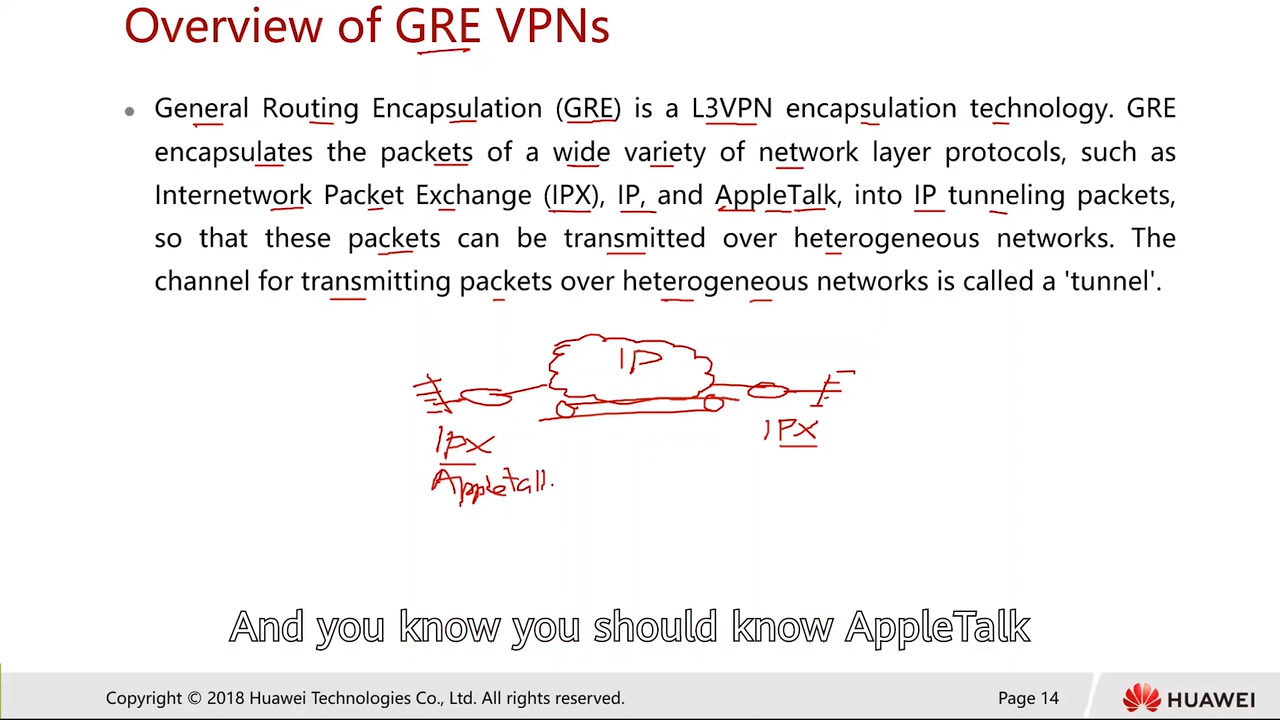 Overview of GRE VPNs
General Routing Encapsulation (GRE) is a L3VPN encapsulation technology. GRE
encapsulates the packets of a wide variety of network layer protocols, such as
Internetwork Packet Exchange (IPX), IP, and AppleTalk, into IP tunneling packets,
so that these packets can be transmitted over heterogeneous networks. The
channel for transmitting packets over heterogeneous networks is called a 'tunnel'.
IP
IPX
IPX
Appletall.
And you know you should know AppleTalk
Copyright © 2018 Huawei Technologies Co., Ltd. All rights reserved.
Page 14
HUAWEI